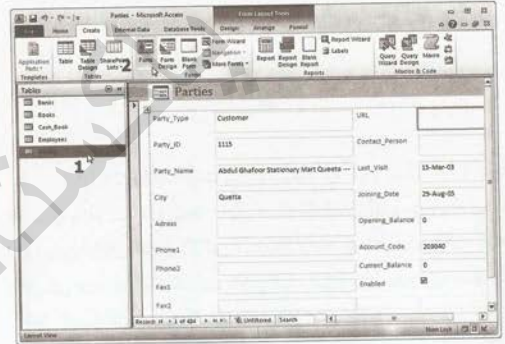 Parties - Microsoft Access
Form Layout Tools
Home Create External Data Database Tools Design Arrange Format
Application Parts
Table
Table Design
SharePoint Lists
Form
Form Design
Blank Form
Form Wizard
Navigation
More Forms
Report
Report Design
Blank Report
Report Wizard
Labels
Query Wizard
Query Design
Macro
Templates Tables Forms Reports Macros & Code
2
Tables
Banks
Books
Cash_Book
Employees
1
Parties
Party_Type Customer
Party_ID 1115
Party_Name Abdul Ghafoor Stationary Mart Queeta ---
City Quetta
Adress
Phone1
Phone2
Fax1
Fax2
URL
Contact_Person
Last_Visit 15-Mar-03
Joining_Date 29-Aug-05
Opening_Balance 0
Account_Code 203040
Current_Balance 0
Enabled
Record: 1 of 424 Unfiltered Search
Layout View Num Lock